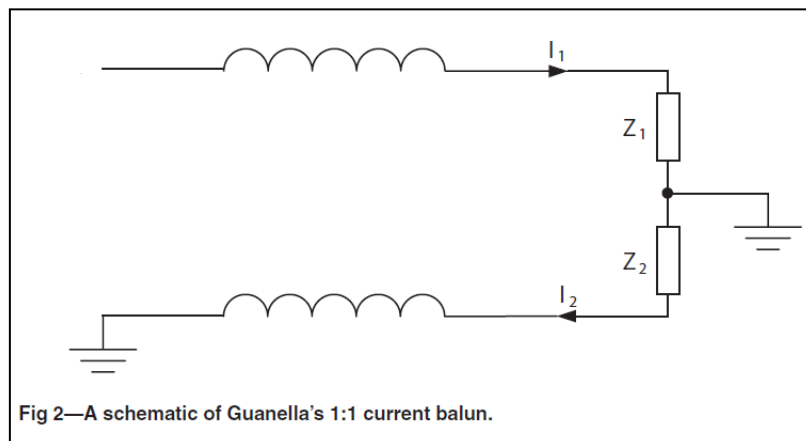 I₁
Z₁
Z₂
I₂
Fig 2—A schematic of Guanella's 1:1 current balun.